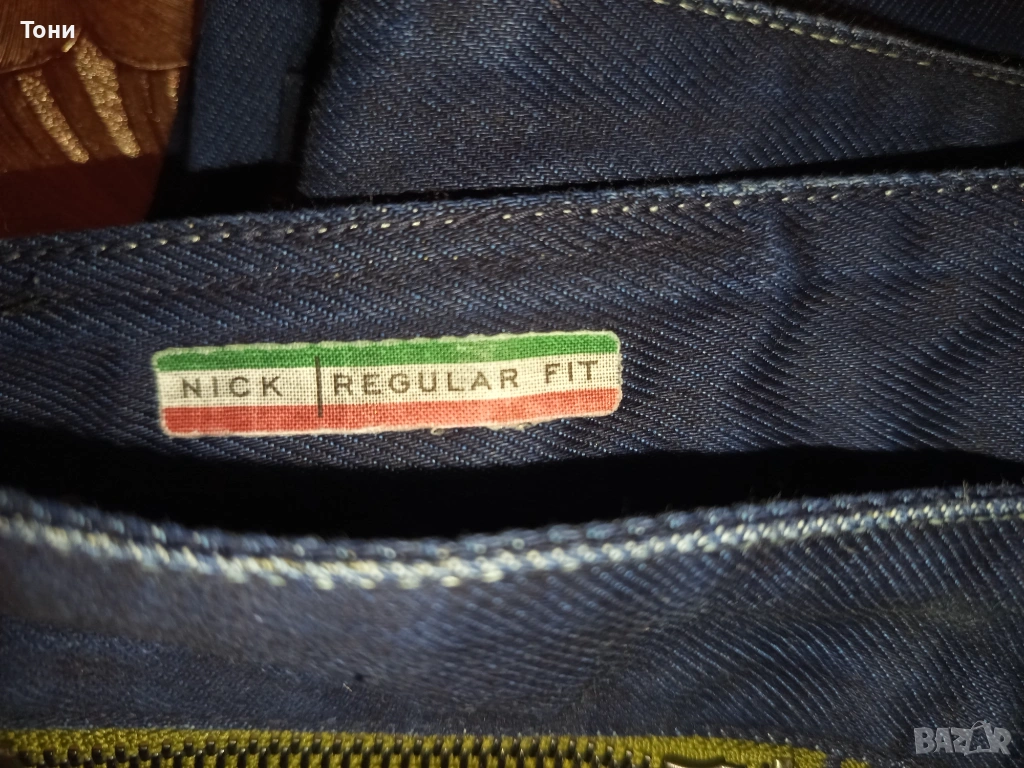 Тони
NICK | REGULAR FIT
BAZAR